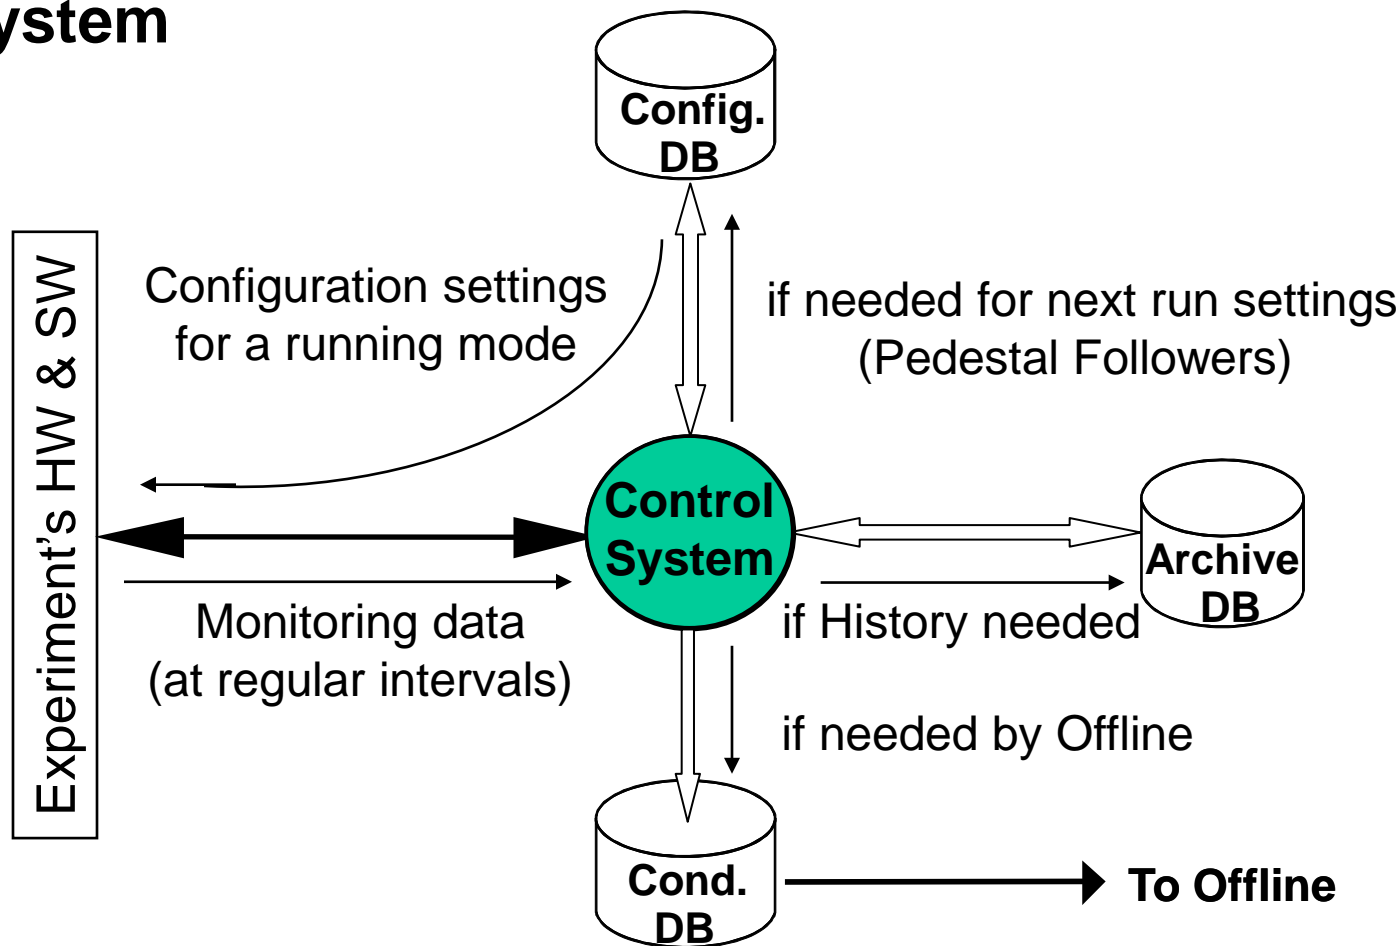 ystem
Config.
DB
Configuration settings
for a running mode
if needed for next run settings
(Pedestal Followers)
Experiment's HW & SW
Control
System
Archive
DB
Monitoring data
(at regular intervals)
if History needed
if needed by Offline
Cond.
DB
To Offline